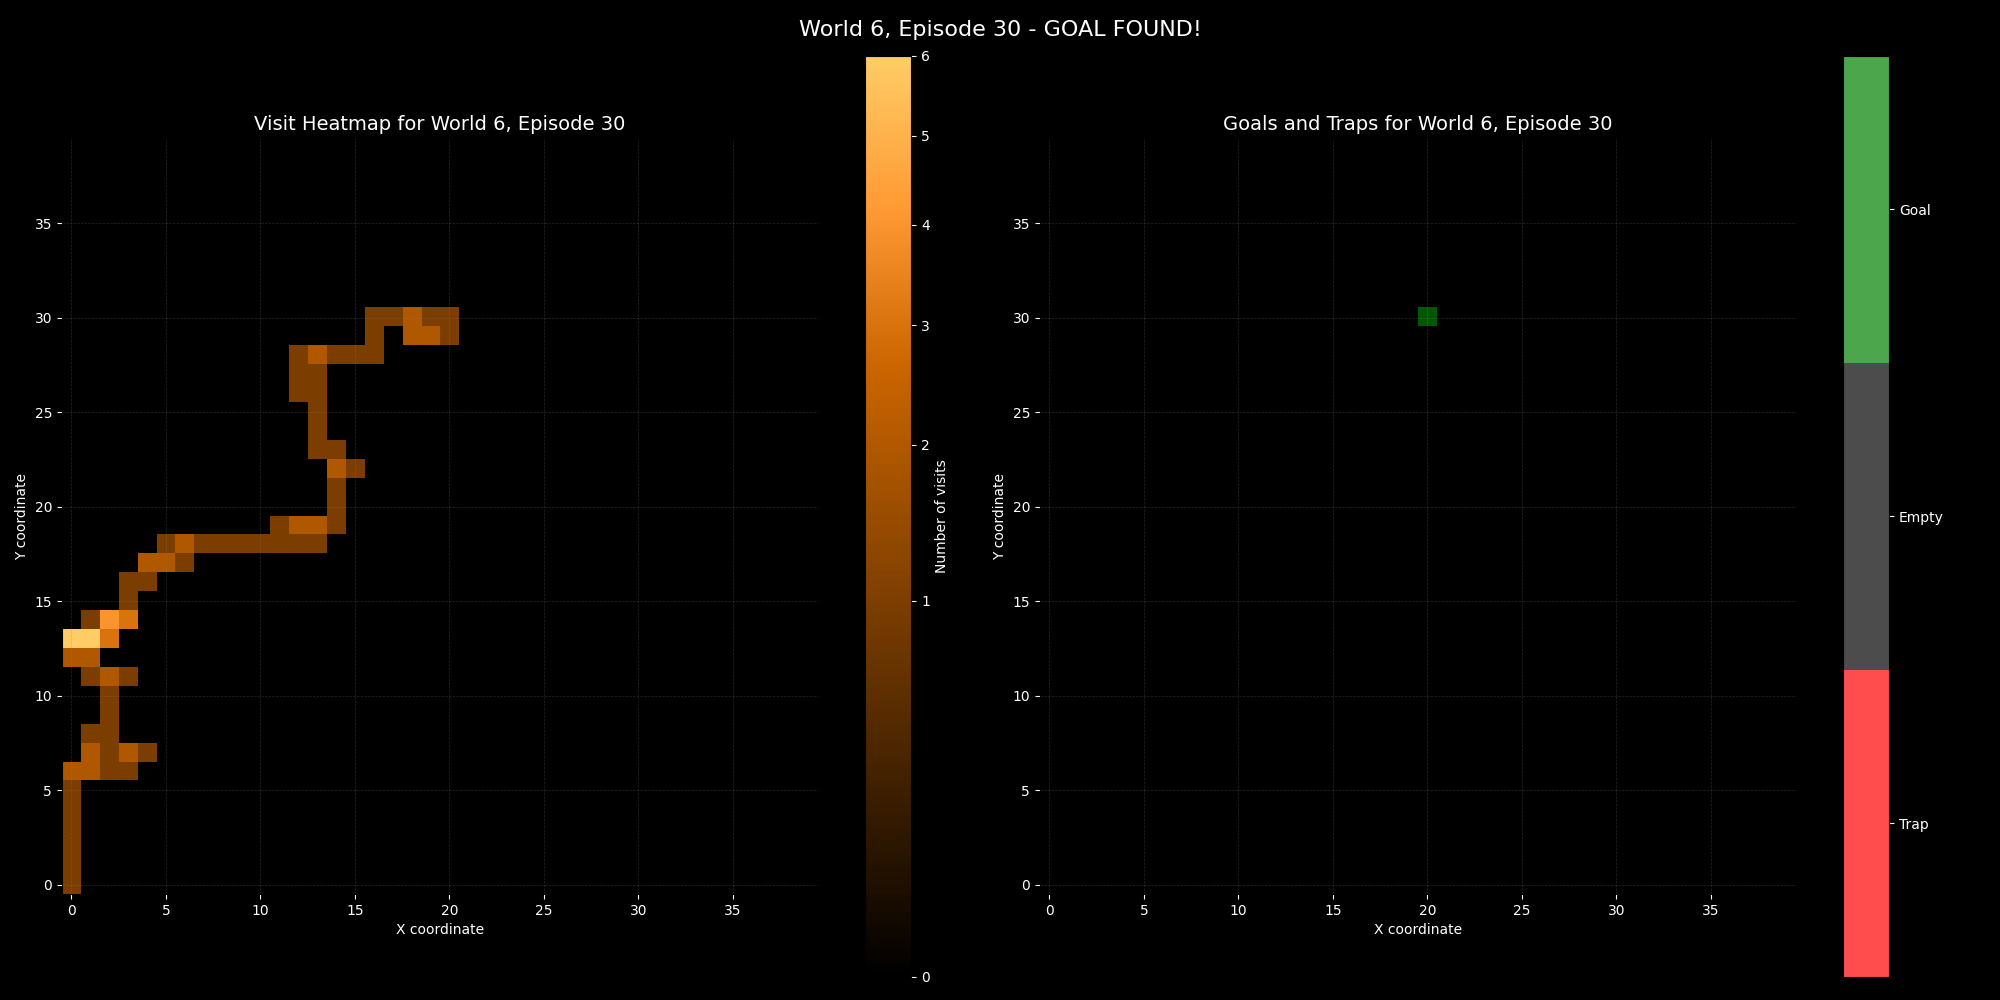 World 6, Episode 30 - GOAL FOUND!
Visit Heatmap for World 6, Episode 30
35
30
25
20
15
10
5
0
Y coordinate
0 5 10 15 20 25 30 35
X coordinate
6
5
4
3
2
1
0
Number of visits
Goals and Traps for World 6, Episode 30
35
30
25
20
15
10
5
0
Y coordinate
0 5 10 15 20 25 30 35
X coordinate
Goal
Empty
Trap